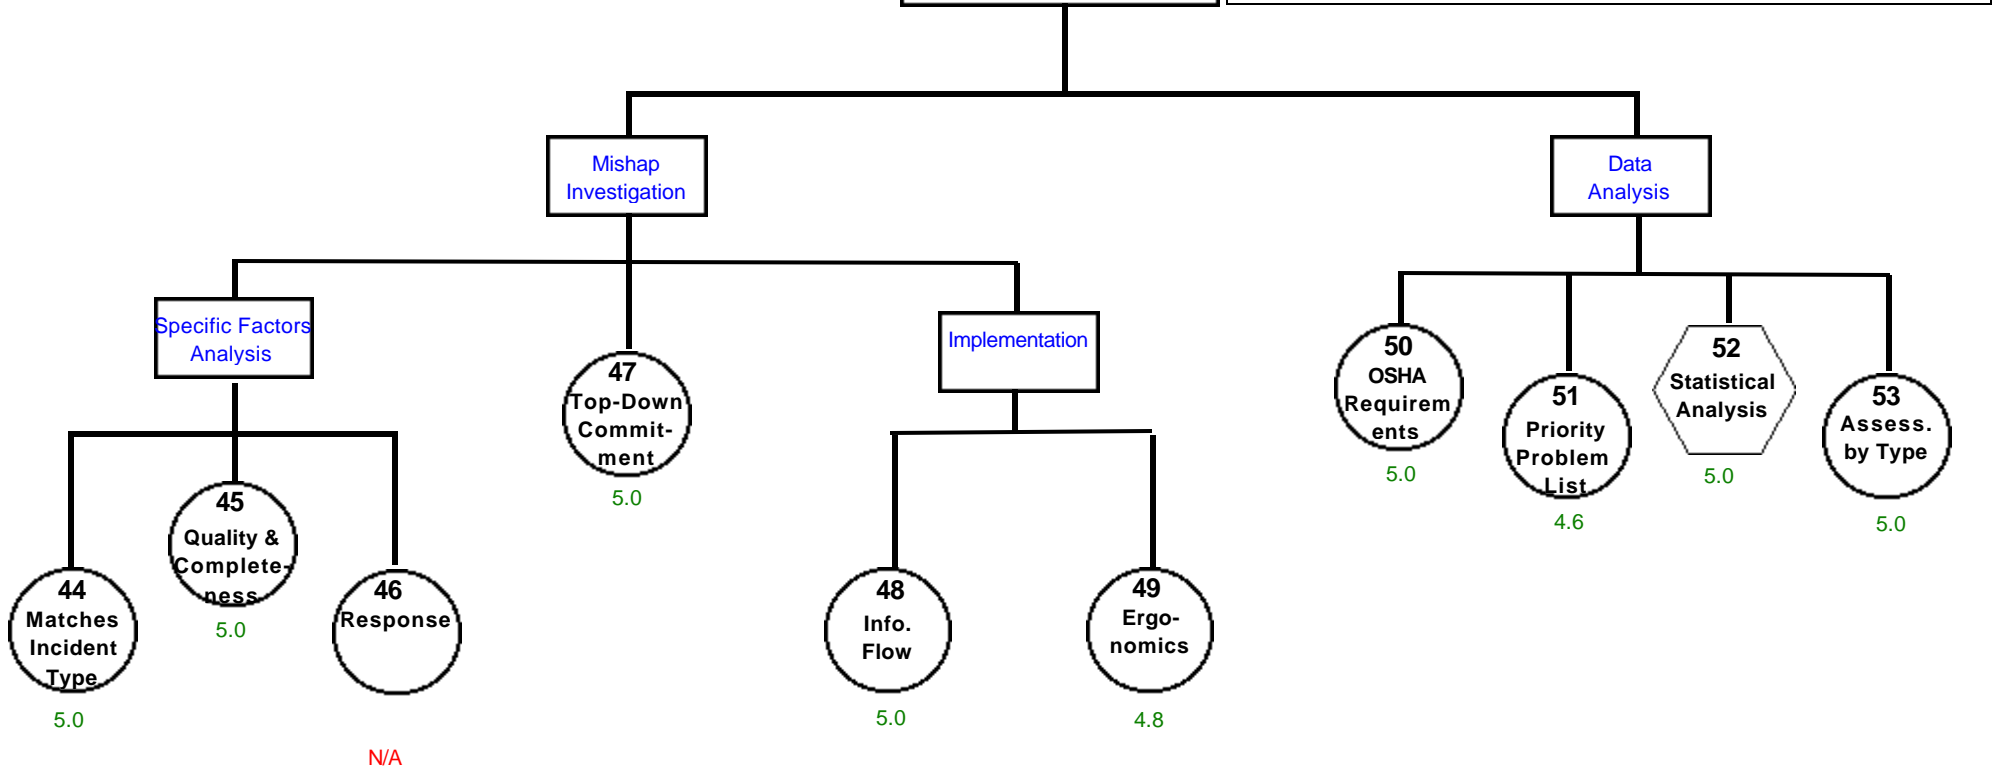 Mishap
Investigation
Data
Analysis
Specific Factors
Analysis
Implementation
47
Top-Down
Commit-
ment
5.0
50
OSHA
Requirem
ents
5.0
51
Priority
Problem
List
4.6
52
Statistical
Analysis
5.0
53
Assess.
by Type
5.0
44
Matches
Incident
Type
5.0
45
Quality &
Complete-
ness
5.0
46
Response
N/A
48
Info.
Flow
5.0
49
Ergo-
nomics
4.8